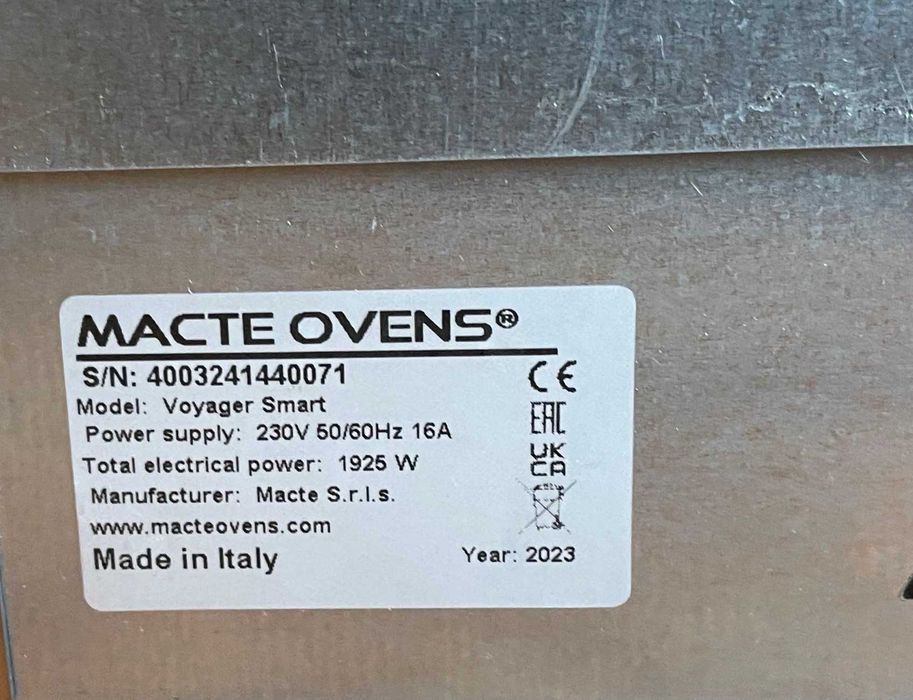 MACTE OVENS®
S/N: 4003241440071
CE
Model: Voyager Smart
EAC
Power supply: 230V 50/60Hz 16A
UK
CA
Total electrical power: 1925 W
Manufacturer: Macte S.r.l.s.
www.macteovens.com
Made in Italy
Year: 2023